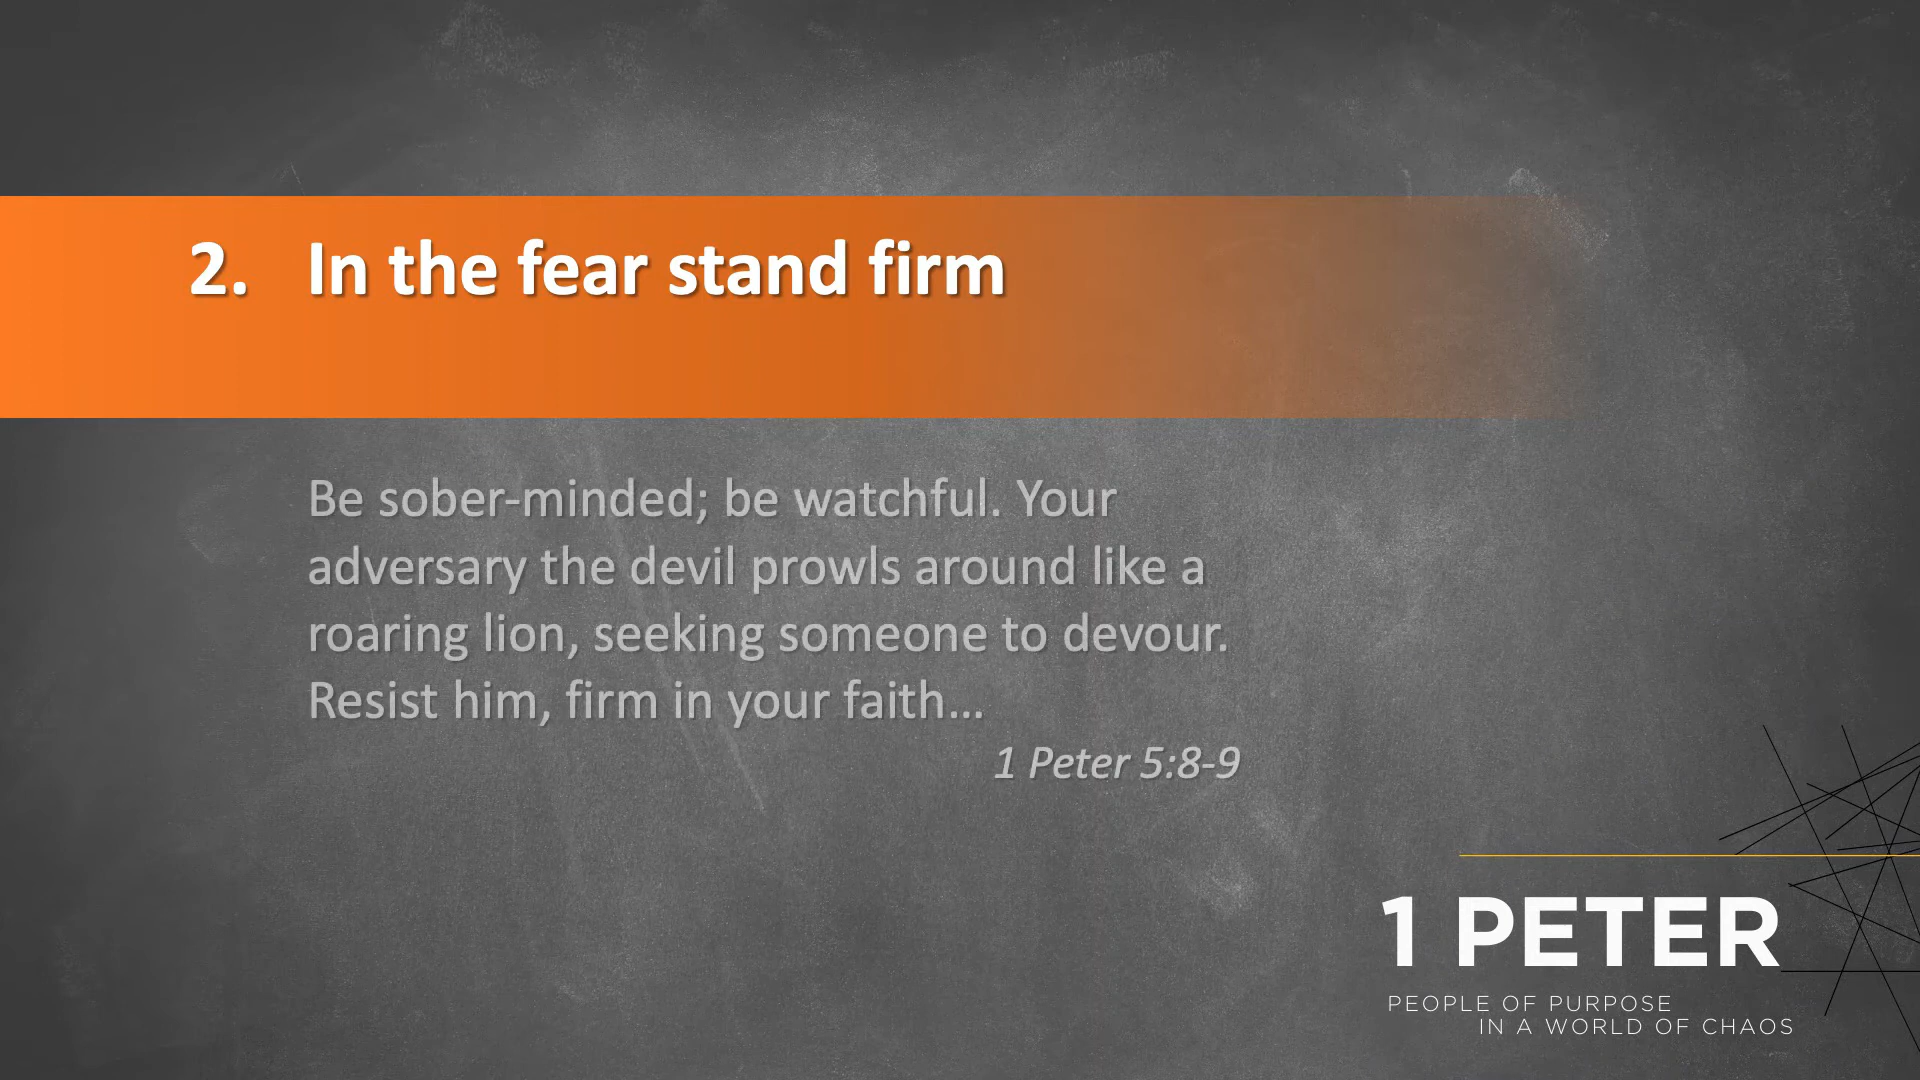 2. In the fear stand firm
Be sober-minded; be watchful. Your
adversary the devil prowls around like a
roaring lion, seeking someone to devour.
Resist him, firm in your faith…
1 Peter 5:8-9
1 PETER
PEOPLE OF PURPOSE
IN A WORLD OF CHAOS